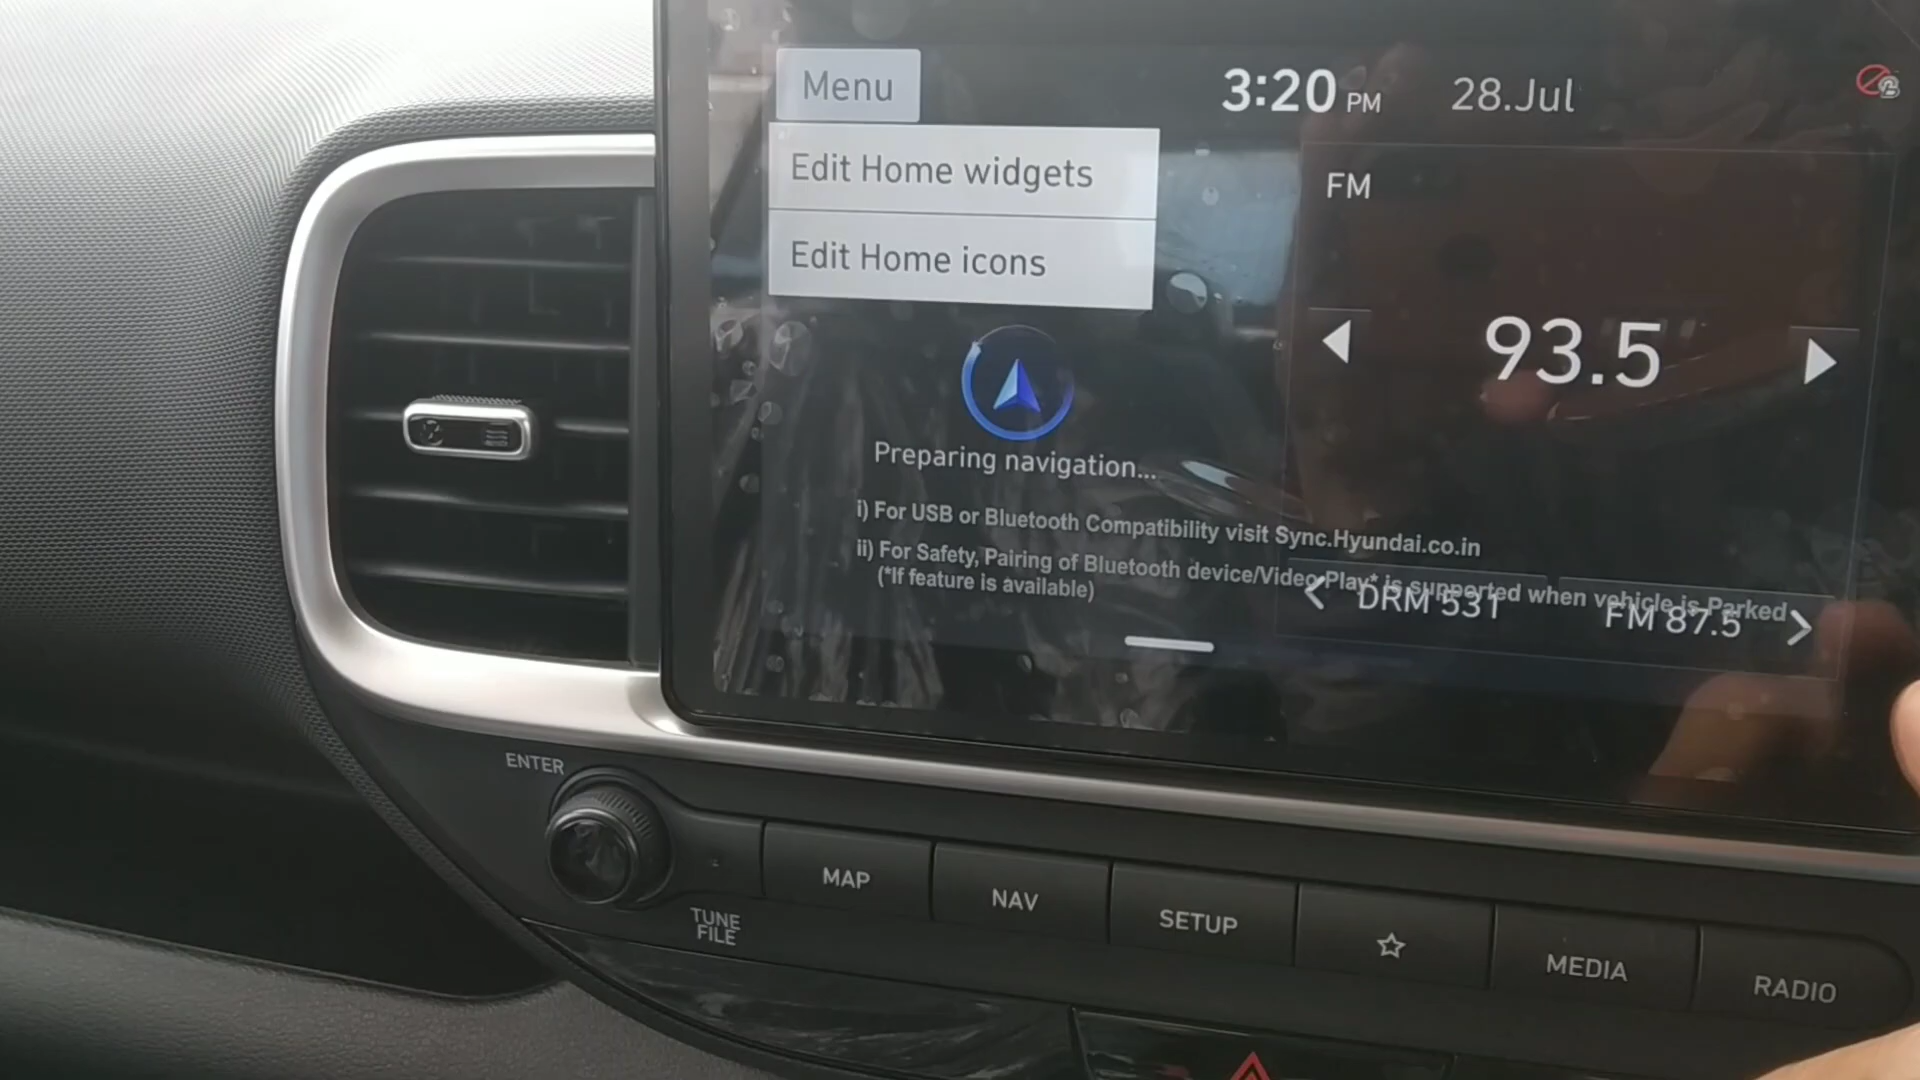 Menu
3:20 PM
28.Jul
Edit Home widgets
Edit Home icons
FM
93.5
Preparing navigation...
i) For USB or Bluetooth Compatibility visit Sync.Hyundai.co.in
ii) For Safety, Pairing of Bluetooth device/Video Play* is supported when vehicle is Parked
(*If feature is available)
DRM 531
FM 87.5
ENTER
TUNE
FILE
MAP
NAV
SETUP
MEDIA
RADIO